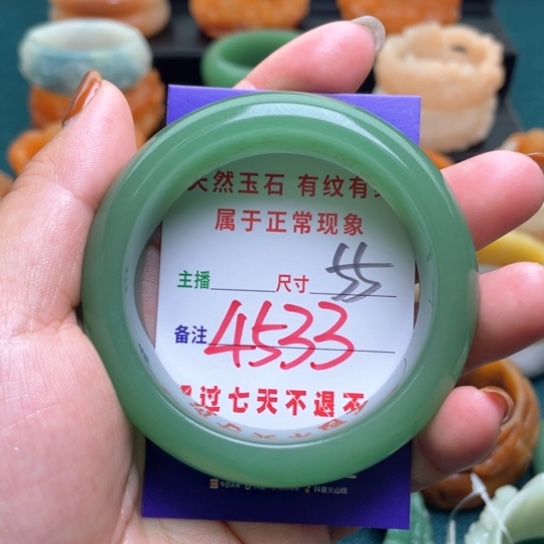 天然玉石 有纹有
属于正常现象
主播 尺寸 55
备注 4533
过七天不退不